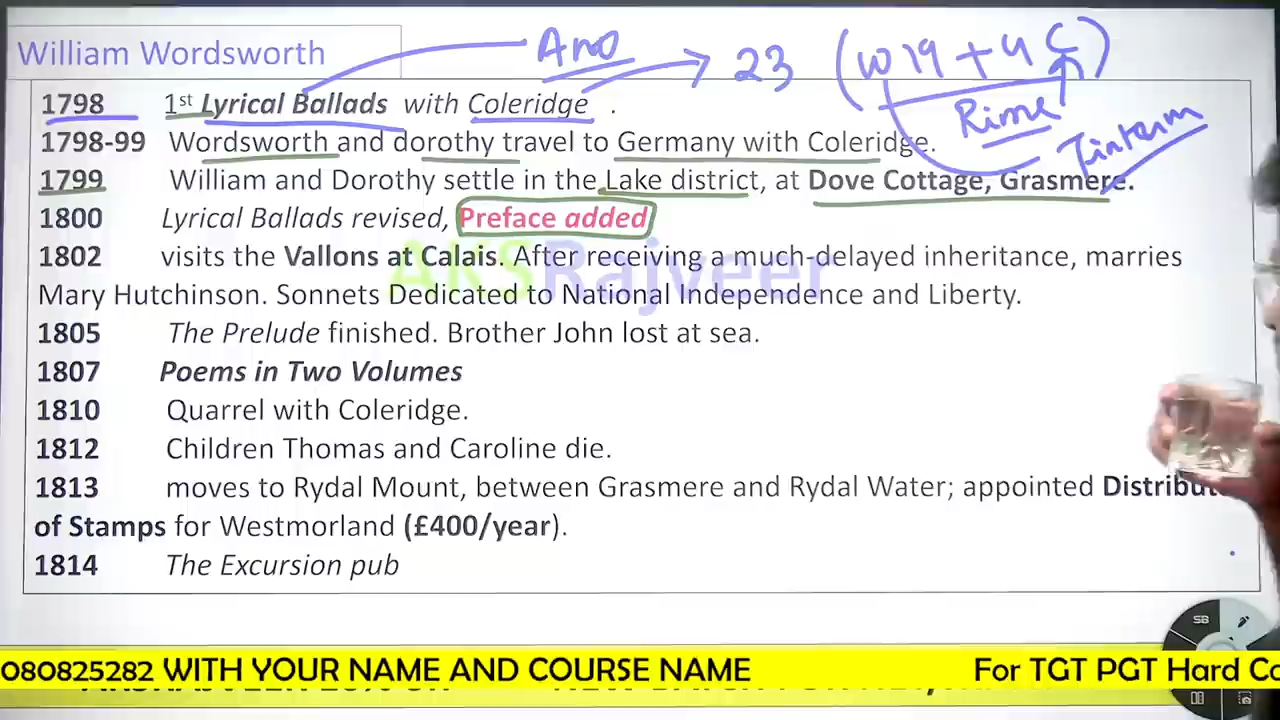 William Wordsworth
Ano → 23 (W19 + 4C)
Rime
Tintern
1798 1st Lyrical Ballads with Coleridge .
1798-99 Wordsworth and dorothy travel to Germany with Coleridge.
1799 William and Dorothy settle in the Lake district, at Dove Cottage, Grasmere.
1800 Lyrical Ballads revised, Preface added
1802 visits the Vallons at Calais. After receiving a much-delayed inheritance, marries
Mary Hutchinson. Sonnets Dedicated to National Independence and Liberty.
AKSRajveer
1805 The Prelude finished. Brother John lost at sea.
1807 Poems in Two Volumes
1810 Quarrel with Coleridge.
1812 Children Thomas and Caroline die.
1813 moves to Rydal Mount, between Grasmere and Rydal Water; appointed
of Stamps for Westmorland (£400/year).
1814 The Excursion pub
SB
080825282 WITH YOUR NAME AND COURSE NAME For TGT PGT Hard Co